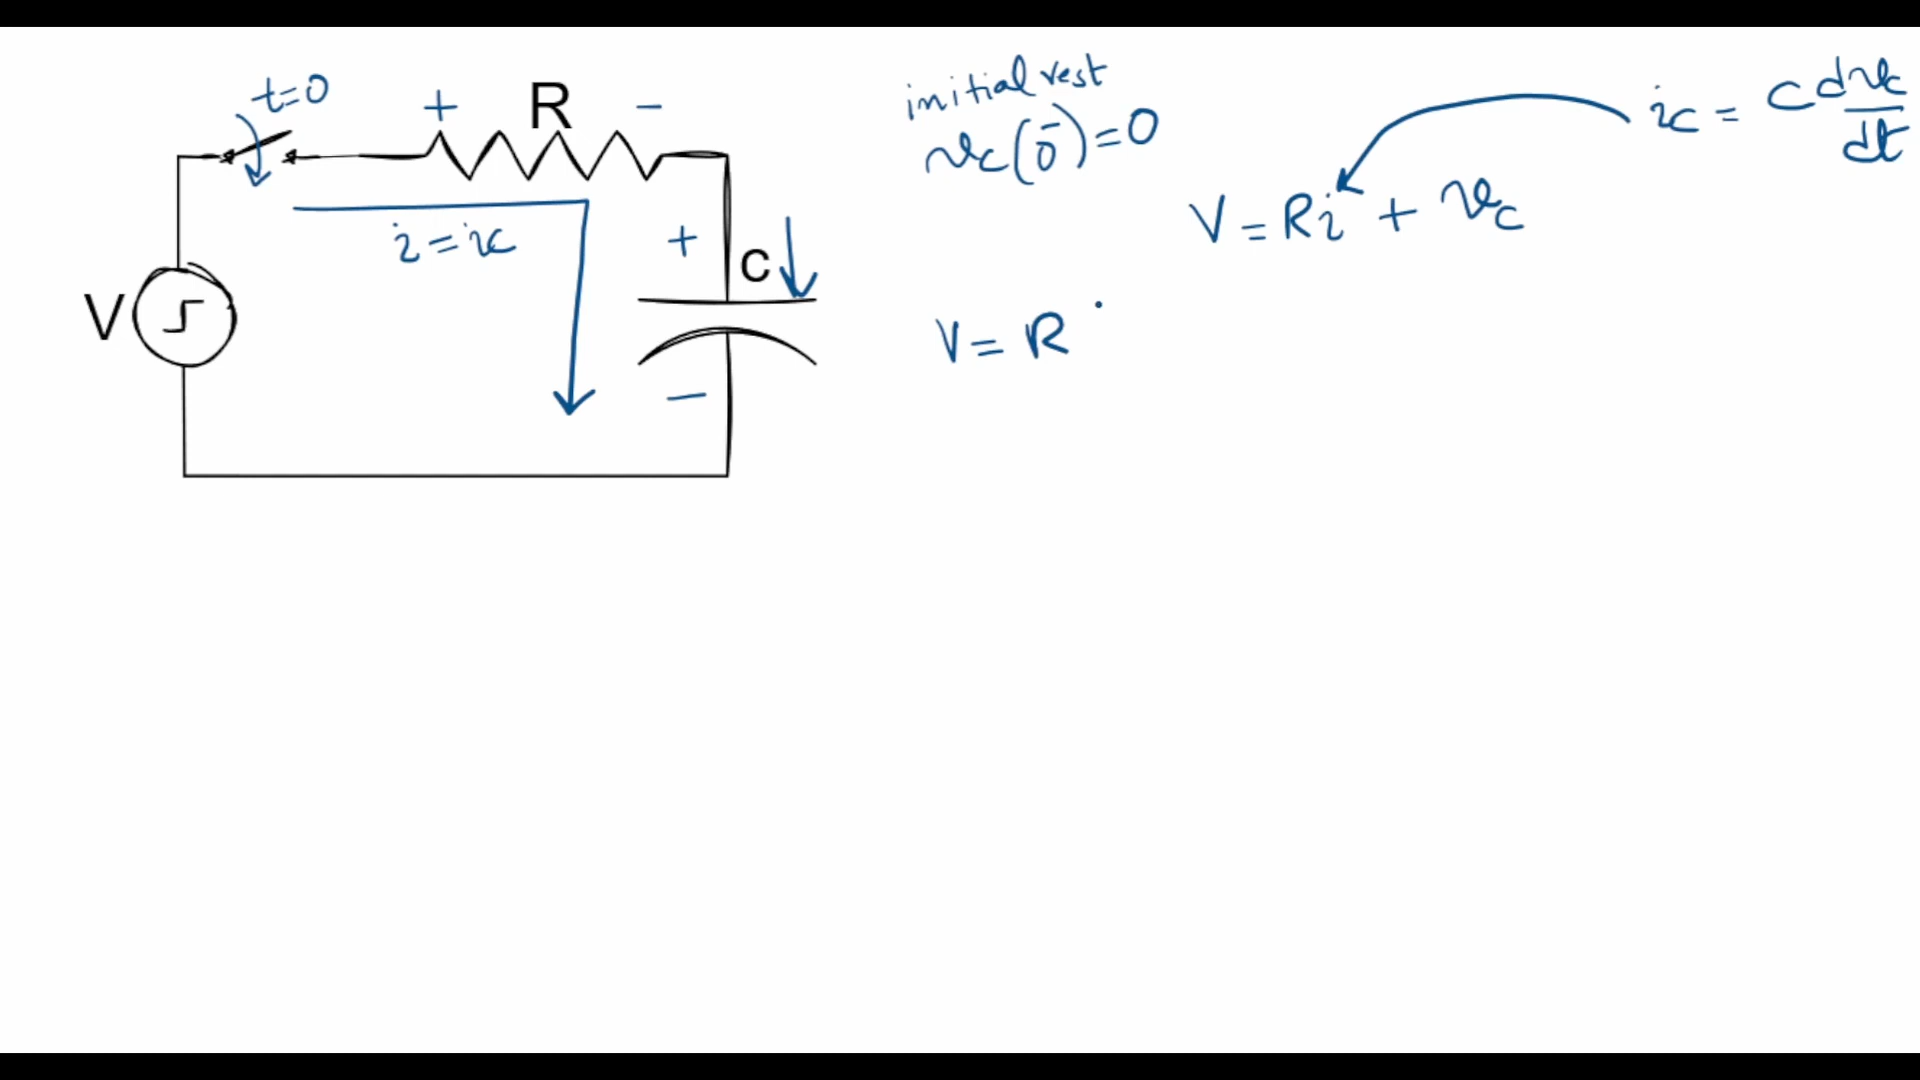 t=0
+ R −
i = ic
+
C
V
−
initial rest
vc(0⁻)=0
ic = C dvc/dt
V = Ri + vc
V = R